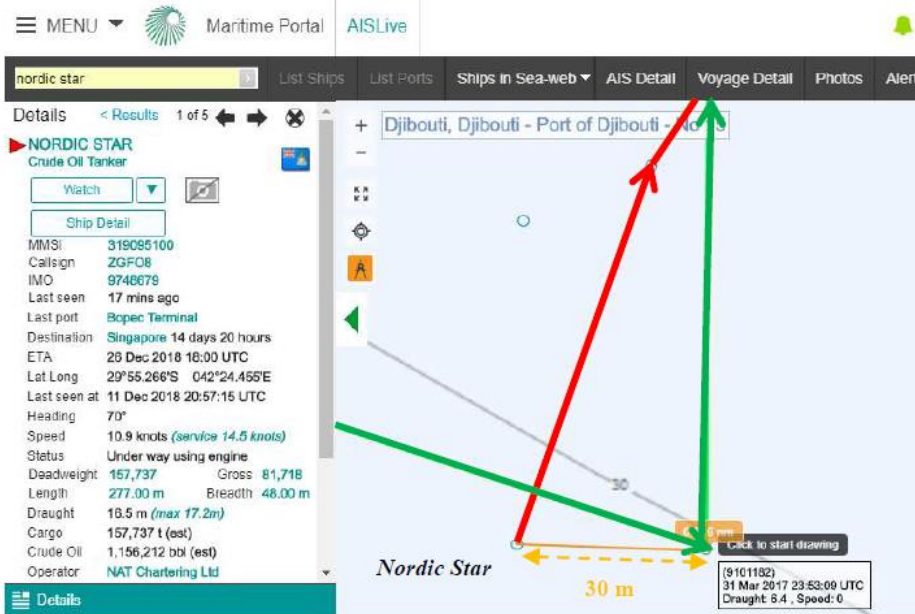 MENU Maritime Portal AISLive
nordic star List Ships List Ports Ships in Sea-web AIS Detail Voyage Detail Photos
Details < Results 1 of 5
NORDIC STAR
Crude Oil Tanker
Watch
Ship Detail
MMSI 319095100
Callsign ZGFO8
IMO 9748679
Last seen 17 mins ago
Last port Bopec Terminal
Destination Singapore 14 days 20 hours
ETA 26 Dec 2018 18:00 UTC
Lat Long 29°55.266'S 042°24.455'E
Last seen at 11 Dec 2018 20:57:15 UTC
Heading 70°
Speed 10.9 knots (service 14.5 knots)
Status Under way using engine
Deadweight 157,737 Gross 81,718
Length 277.00 m Breadth 48.00 m
Draught 16.5 m (max 17.2m)
Cargo 157,737 t (est)
Crude Oil 1,156,212 bbl (est)
Operator NAT Chartering Ltd
Details
+ Djibouti, Djibouti - Port of Djibouti -
−
30
nm
Click to start drawing
Nordic Star
30 m
(9101182)
31 Mar 2017 23:53:09 UTC
Draught: 6.4 , Speed: 0